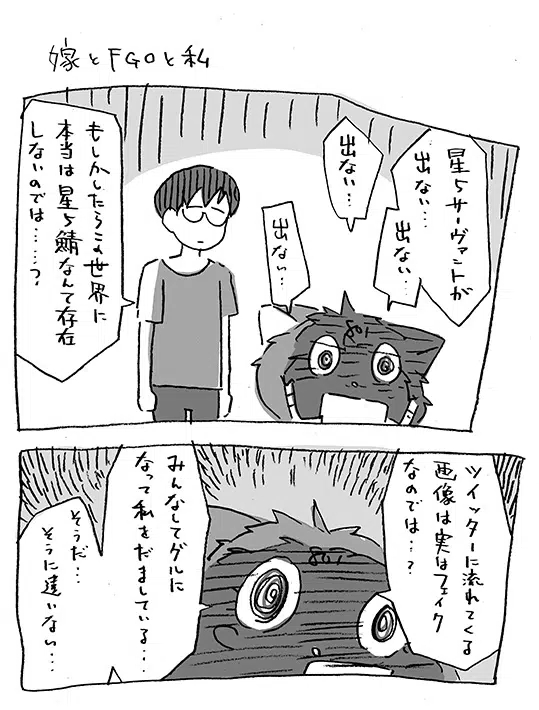 嫁とFGOと私
星5サーヴァントが
出ない…
出ない…
出ない…
出ない…
もしかしたらこの世界に
本当は星5鯖なんて存在
しないのでは……?
801
ツイッターに流れてくる
画像は実はフェイク
なのでは…?
みんなしてグルに
なって私をだましている…
そうだ…
そうに違いない…
801